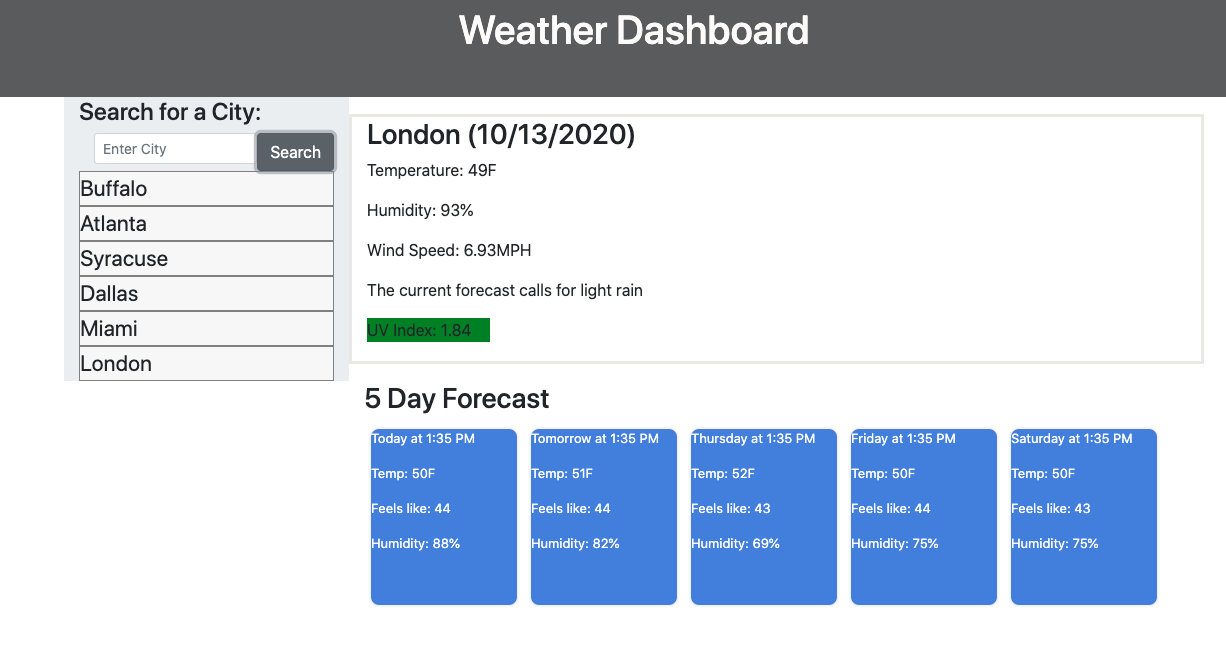 Weather Dashboard
Search for a City:
Enter City
Search
Buffalo
Atlanta
Syracuse
Dallas
Miami
London
London (10/13/2020)
Temperature: 49F
Humidity: 93%
Wind Speed: 6.93MPH
The current forecast calls for light rain
UV Index: 1.84
5 Day Forecast
Today at 1:35 PM
Temp: 50F
Feels like: 44
Humidity: 88%
Tomorrow at 1:35 PM
Temp: 51F
Feels like: 44
Humidity: 82%
Thursday at 1:35 PM
Temp: 52F
Feels like: 43
Humidity: 69%
Friday at 1:35 PM
Temp: 50F
Feels like: 44
Humidity: 75%
Saturday at 1:35 PM
Temp: 50F
Feels like: 43
Humidity: 75%